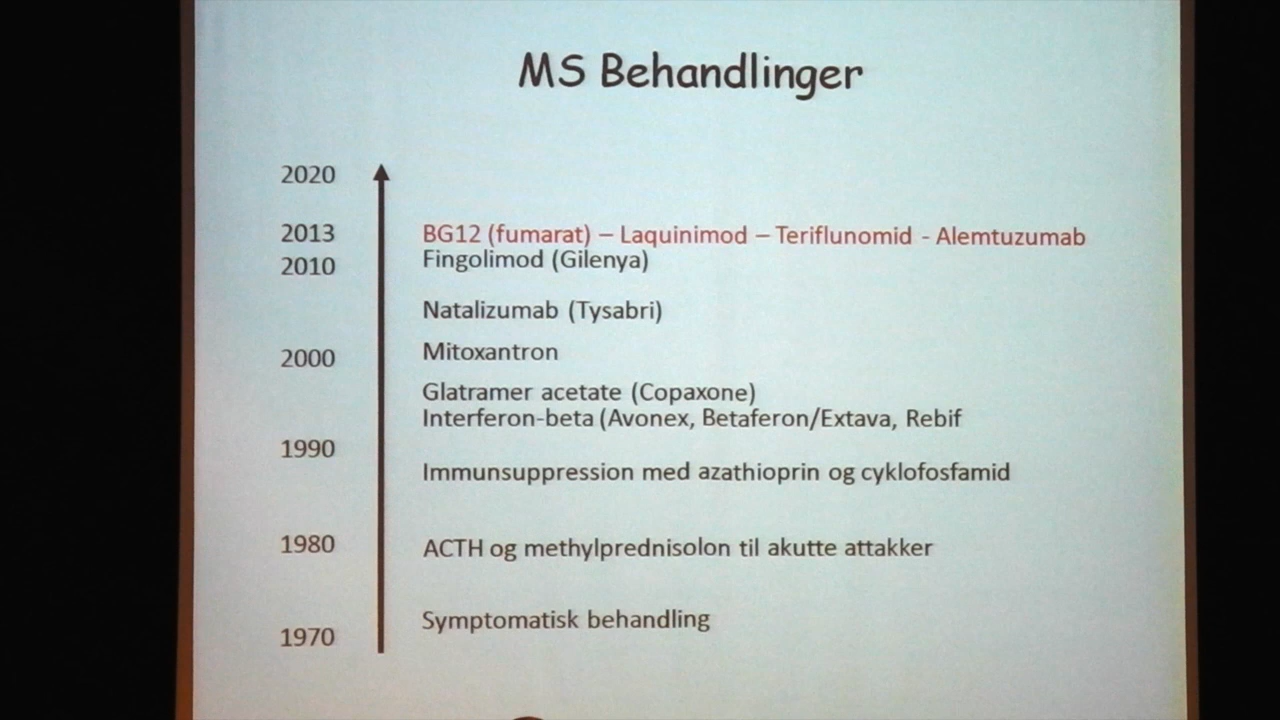 MS Behandlinger
2020
2013 BG12 (fumarat) – Laquinimod – Teriflunomid - Alemtuzumab
2010 Fingolimod (Gilenya)
Natalizumab (Tysabri)
2000 Mitoxantron
Glatramer acetate (Copaxone)
Interferon-beta (Avonex, Betaferon/Extava, Rebif
1990
Immunsuppression med azathioprin og cyklofosfamid
1980 ACTH og methylprednisolon til akutte attakker
Symptomatisk behandling
1970